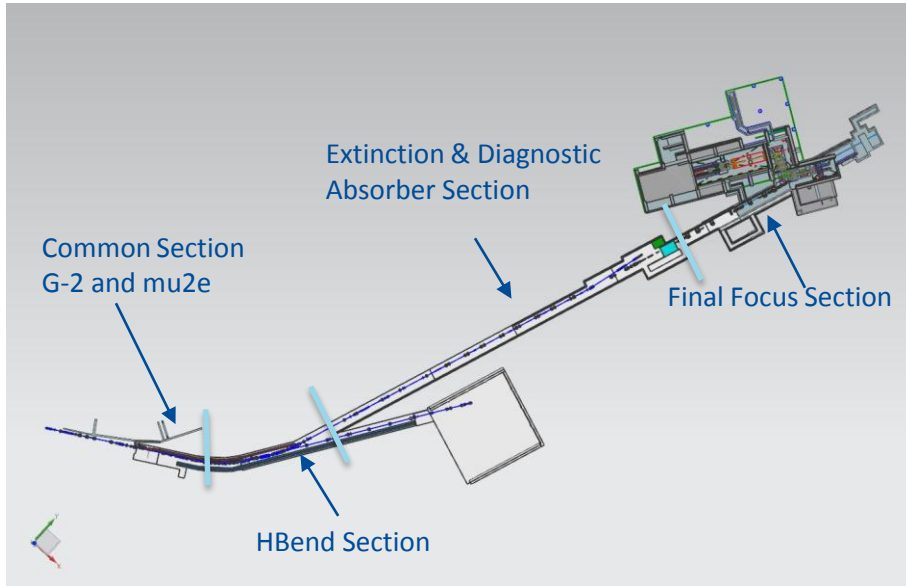 Extinction & Diagnostic
Absorber Section
Common Section
G-2 and mu2e
Final Focus Section
HBend Section